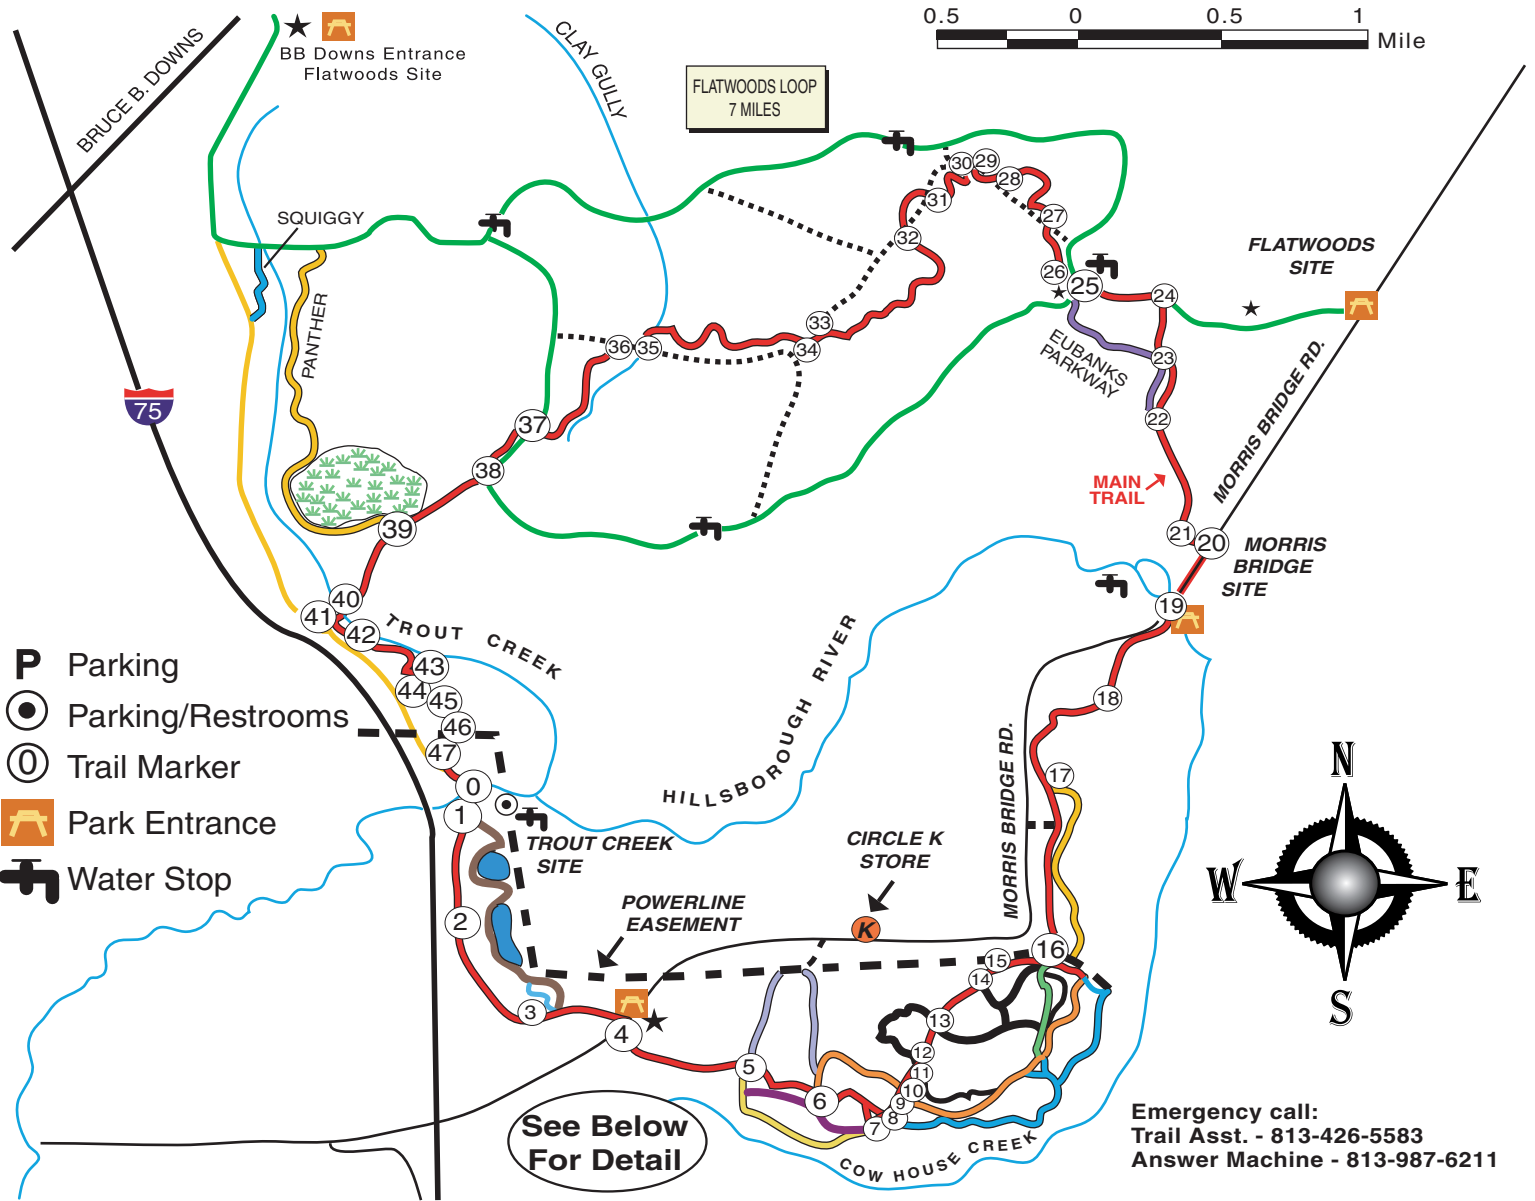 0.5 0 0.5 1
Mile
BB Downs Entrance
Flatwoods Site
BRUCE B. DOWNS
CLAY GULLY
FLATWOODS LOOP
7 MILES
SQUIGGY
PANTHER
75
FLATWOODS
SITE
EUBANKS
PARKWAY
MORRIS BRIDGE RD.
MAIN
TRAIL
MORRIS
BRIDGE
SITE
30 29
28
31
27
32
26
25
24
33
36 35
34
23
22
37
38
39
21
20
40
41
42
19
TROUT CREEK
HILLSBOROUGH RIVER
43
44
45
46
47
18
17
0
1
2
3
4
5
6
7
8
9
10
11
12
13
14
15
16
P Parking
Parking/Restrooms
0 Trail Marker
Park Entrance
Water Stop
TROUT CREEK
SITE
POWERLINE
EASEMENT
CIRCLE K
STORE
K
MORRIS BRIDGE RD.
N
W E
S
See Below
For Detail
COW HOUSE CREEK
Emergency call:
Trail Asst. - 813-426-5583
Answer Machine - 813-987-6211